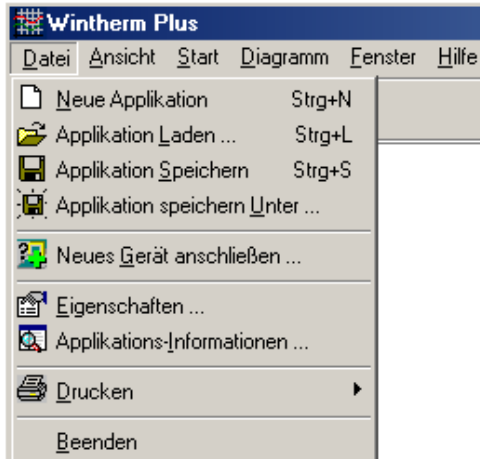 Wintherm Plus
Datei Ansicht Start Diagramm Fenster Hilfe
Neue Applikation Strg+N
Applikation Laden ... Strg+L
Applikation Speichern Strg+S
Applikation speichern Unter ...
Neues Gerät anschließen ...
Eigenschaften ...
Applikations-Informationen ...
Drucken
Beenden